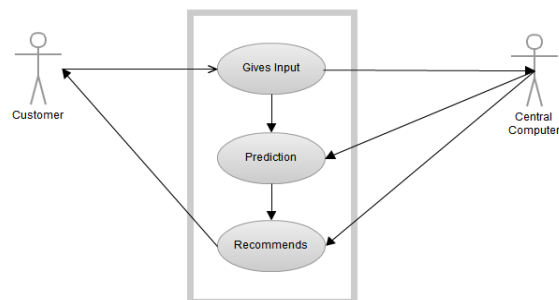 Gives Input
Customer
Central
Computer
Prediction
Recommends